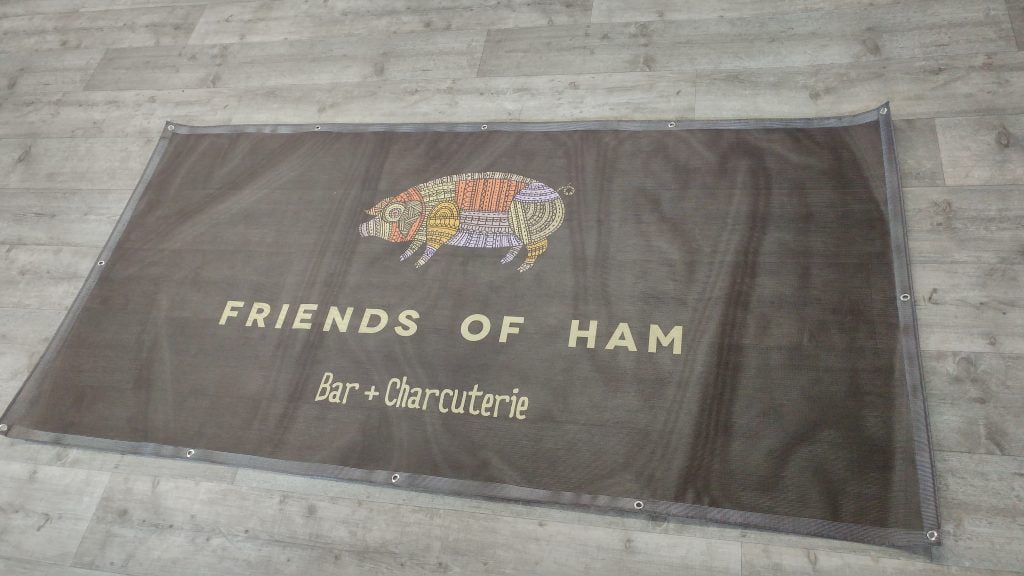 FRIENDS OF HAM
Bar + Charcuterie